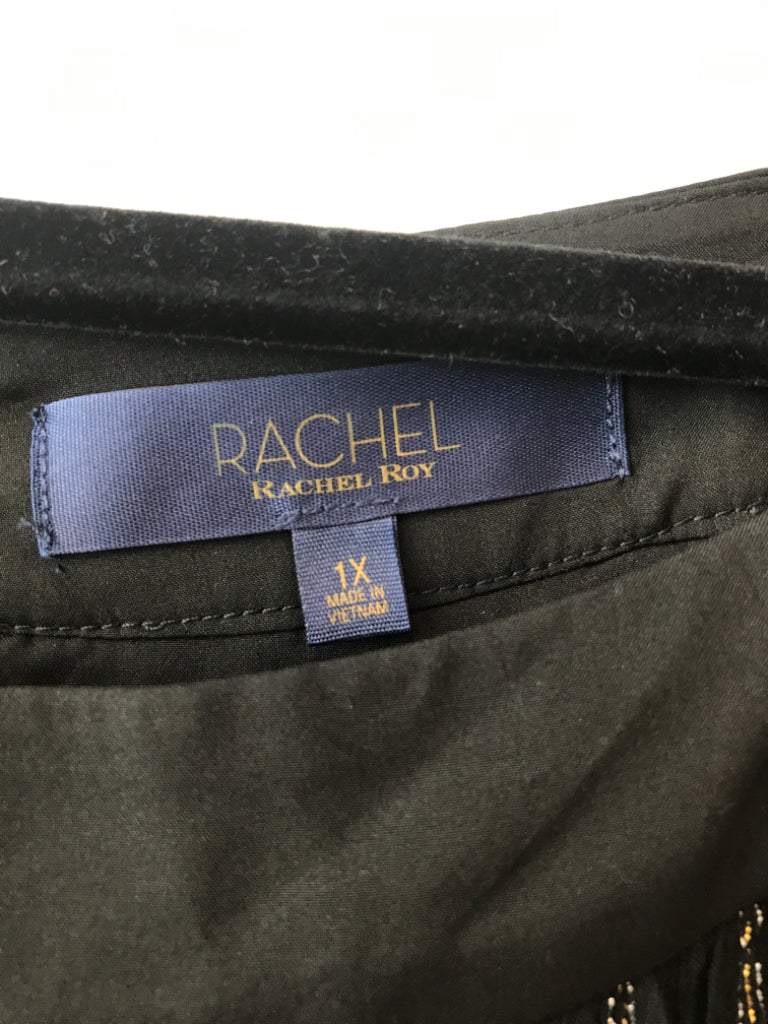 RACHEL
RACHEL ROY
1X
MADE IN
VIETNAM